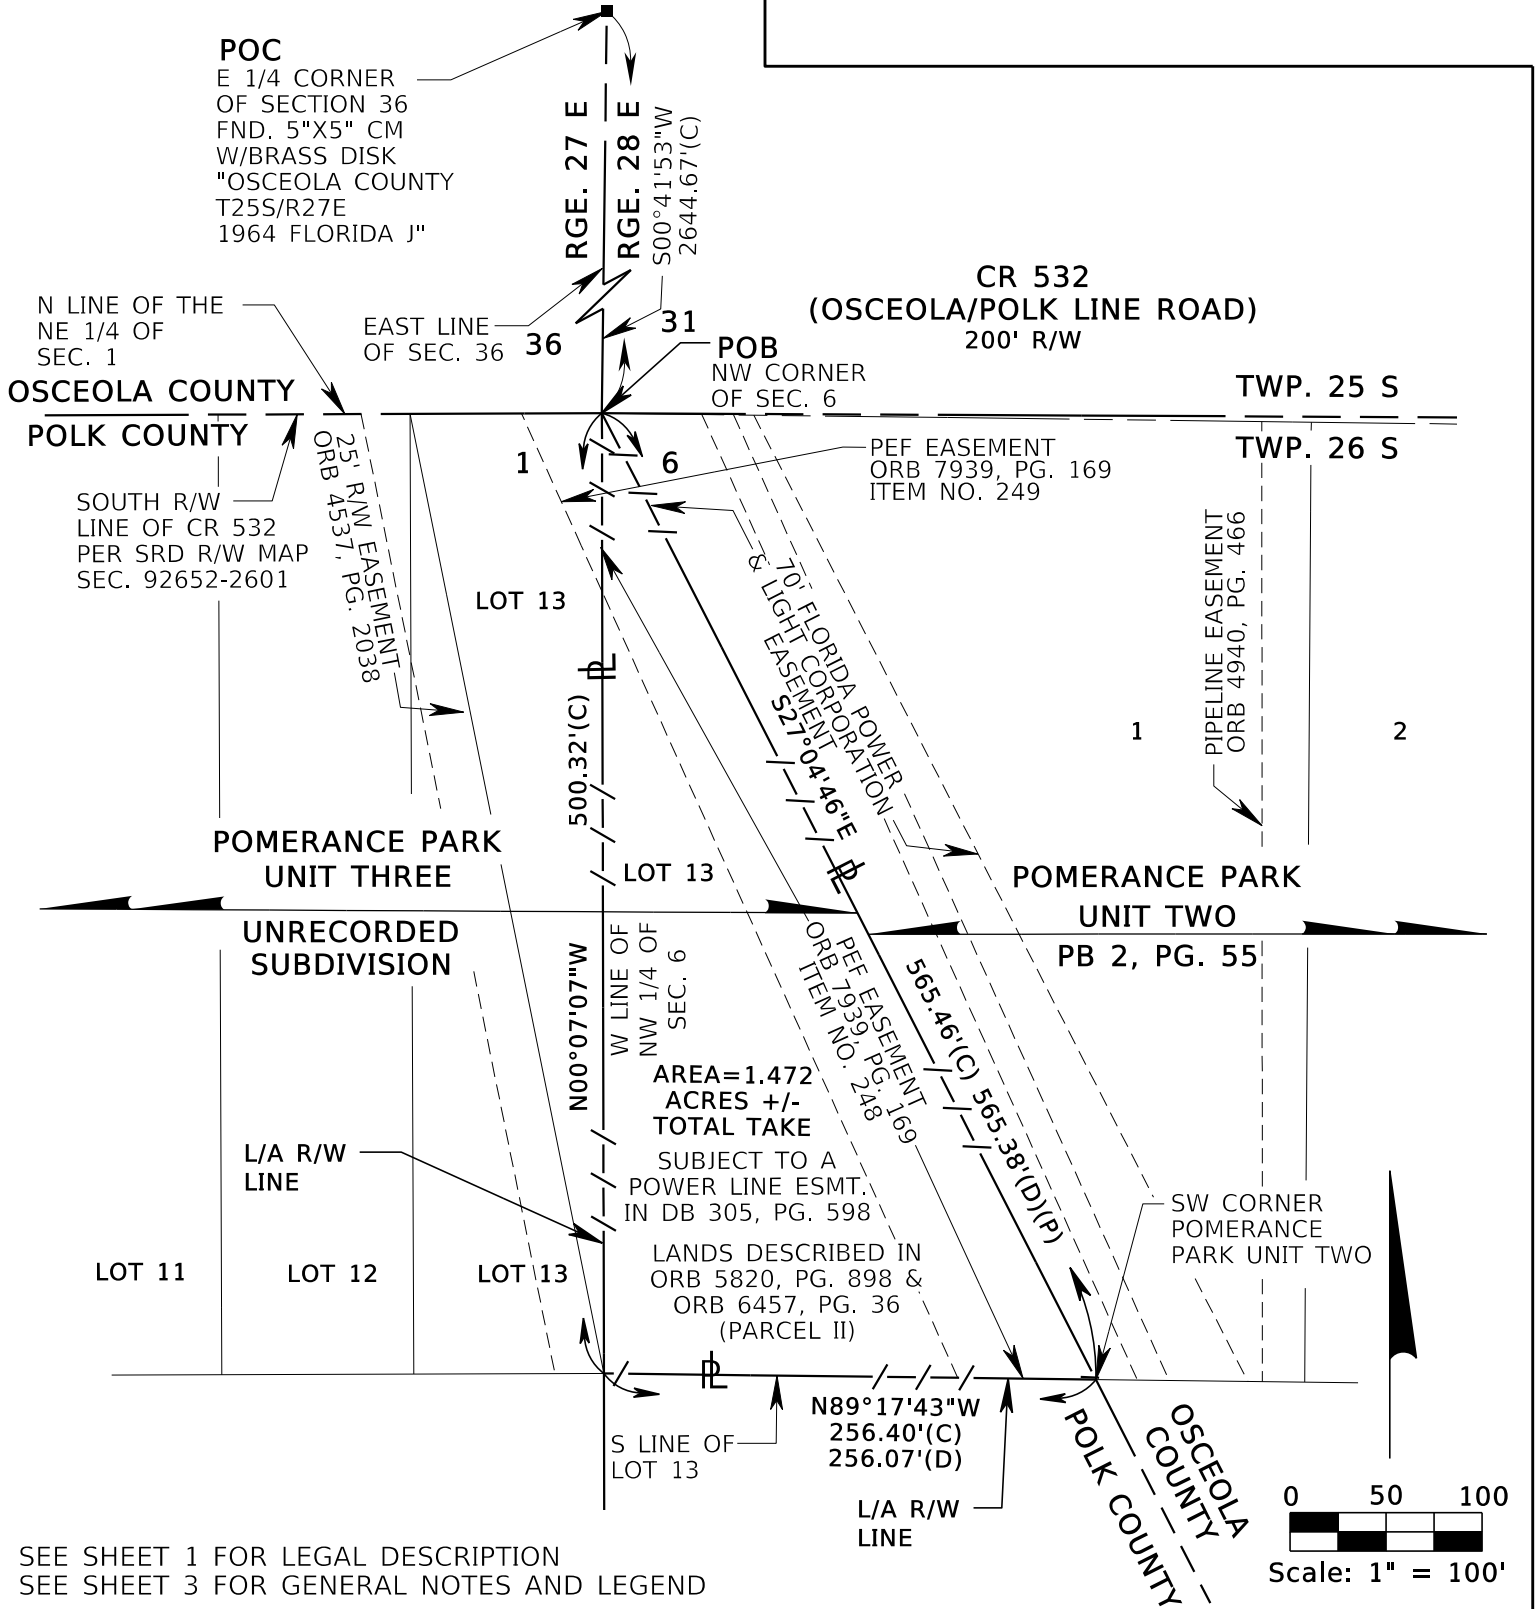 POC
E 1/4 CORNER
OF SECTION 36
FND. 5"X5" CM
W/BRASS DISK
"OSCEOLA COUNTY
T25S/R27E
1964 FLORIDA J"
RGE. 27 E
RGE. 28 E
S00°41'53"W
2644.67'(C)
CR 532
(OSCEOLA/POLK LINE ROAD)
200' R/W
N LINE OF THE
NE 1/4 OF
SEC. 1
EAST LINE
OF SEC. 36
36
31
POB
NW CORNER
OF SEC. 6
OSCEOLA COUNTY
POLK COUNTY
TWP. 25 S
TWP. 26 S
25' R/W EASEMENT
ORB 4537, PG. 2038
SOUTH R/W
LINE OF CR 532
PER SRD R/W MAP
SEC. 92652-2601
1
6
PEF EASEMENT
ORB 7939, PG. 169
ITEM NO. 249
70' FLORIDA POWER
& LIGHT CORPORATION
EASEMENT
PIPELINE EASEMENT
ORB 4940, PG. 466
LOT 13
PL
500.32'(C)
S27°04'46"E
1
2
POMERANCE PARK
UNIT THREE
UNRECORDED
SUBDIVISION
LOT 13
PL
POMERANCE PARK
UNIT TWO
PB 2, PG. 55
N00°07'07"W
W LINE OF
NW 1/4 OF
SEC. 6
PEF EASEMENT
ORB 7939, PG. 169
ITEM NO. 248
565.46'(C) 565.38'(D)(P)
AREA=1.472
ACRES +/-
TOTAL TAKE
L/A R/W
LINE
SUBJECT TO A
POWER LINE ESMT.
IN DB 305, PG. 598
SW CORNER
POMERANCE
PARK UNIT TWO
LANDS DESCRIBED IN
ORB 5820, PG. 898 &
ORB 6457, PG. 36
(PARCEL II)
LOT 11
LOT 12
LOT 13
PL
N89°17'43"W
256.40'(C)
256.07'(D)
S LINE OF
LOT 13
L/A R/W
LINE
POLK COUNTY
OSCEOLA
COUNTY
0 50 100
Scale: 1" = 100'
SEE SHEET 1 FOR LEGAL DESCRIPTION
SEE SHEET 3 FOR GENERAL NOTES AND LEGEND